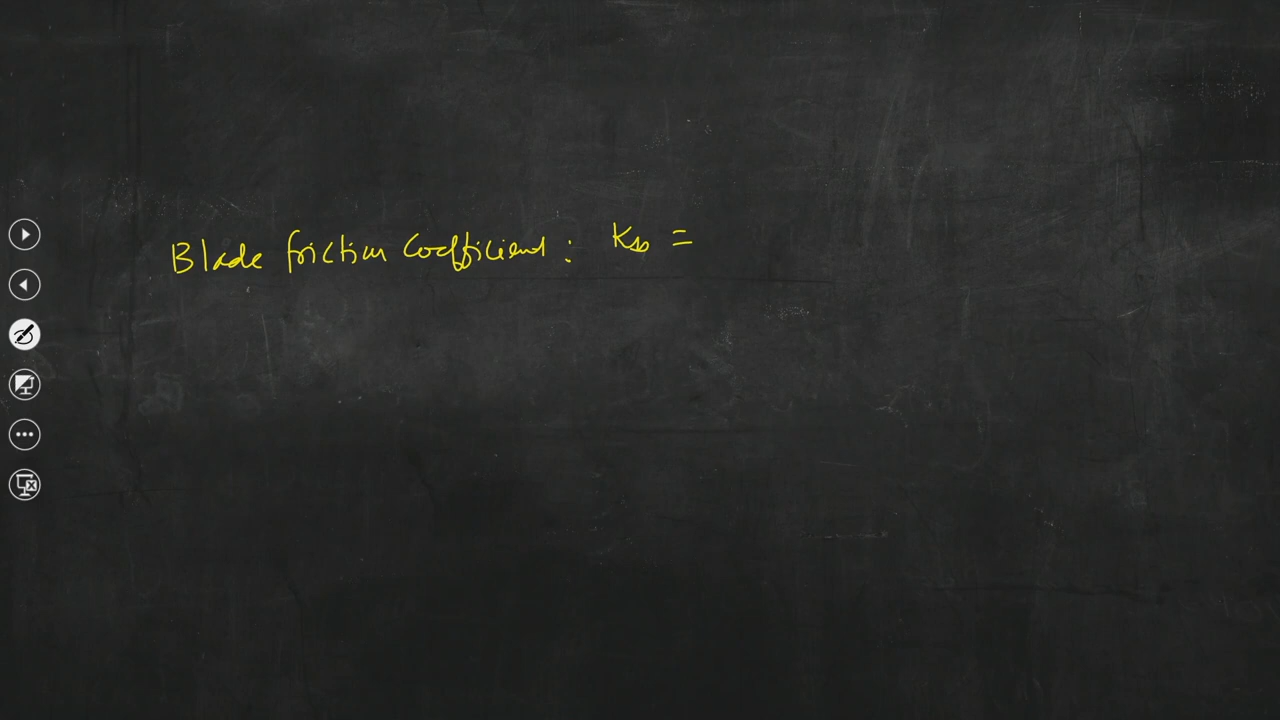 Blade friction Coefficient : Kb =